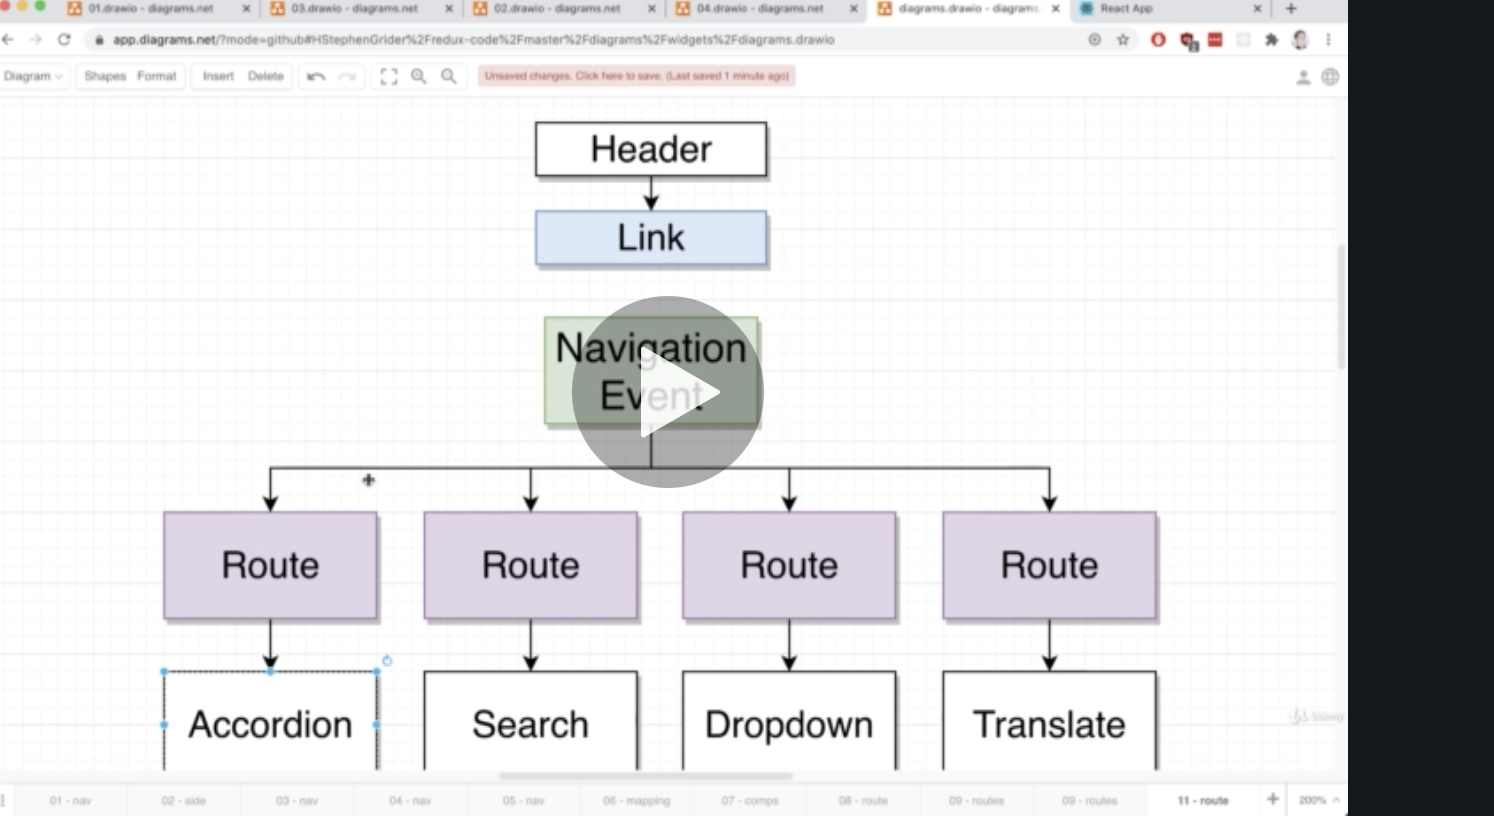 01.drawio - diagrams.net
03.drawio - diagrams.net
02.drawio - diagrams.net
04.drawio - diagrams.net
diagrams.drawio - diagrams.
React App
app.diagrams.net/?mode=github#HStephenGrider%2Fredux-code%2Fmaster%2Fdiagrams%2Fwidgets%2Fdiagrams.drawio
Diagram
Shapes
Format
Insert
Delete
Unsaved changes. Click here to save. (Last saved 1 minute ago)
Header
Link
Navigation
Event
Route
Route
Route
Route
Accordion
Search
Dropdown
Translate
Udemy
01 - nav
02 - side
03 - nav
04 - nav
05 - nav
06 - mapping
07 - comps
08 - route
09 - routes
09 - routes
11 - route
200%